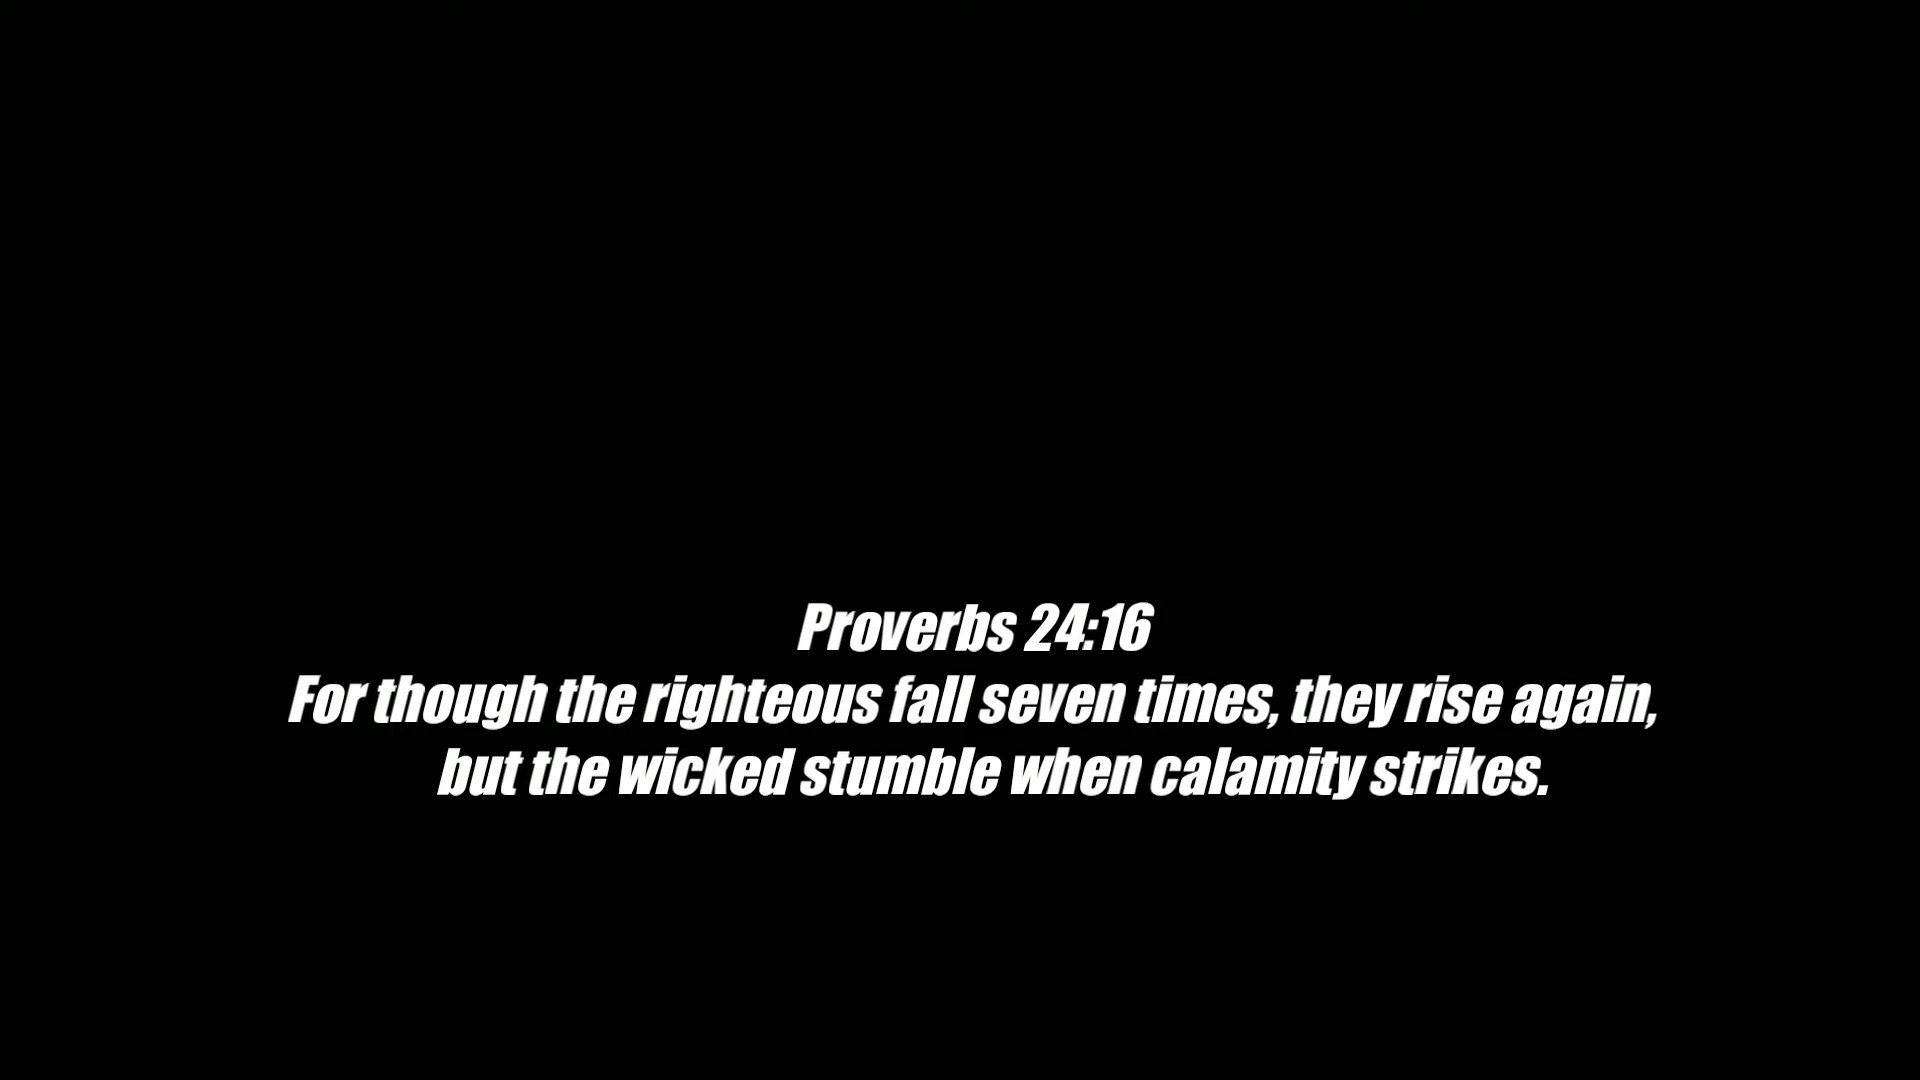 Proverbs 24:16
For though the righteous fall seven times, they rise again,
but the wicked stumble when calamity strikes.